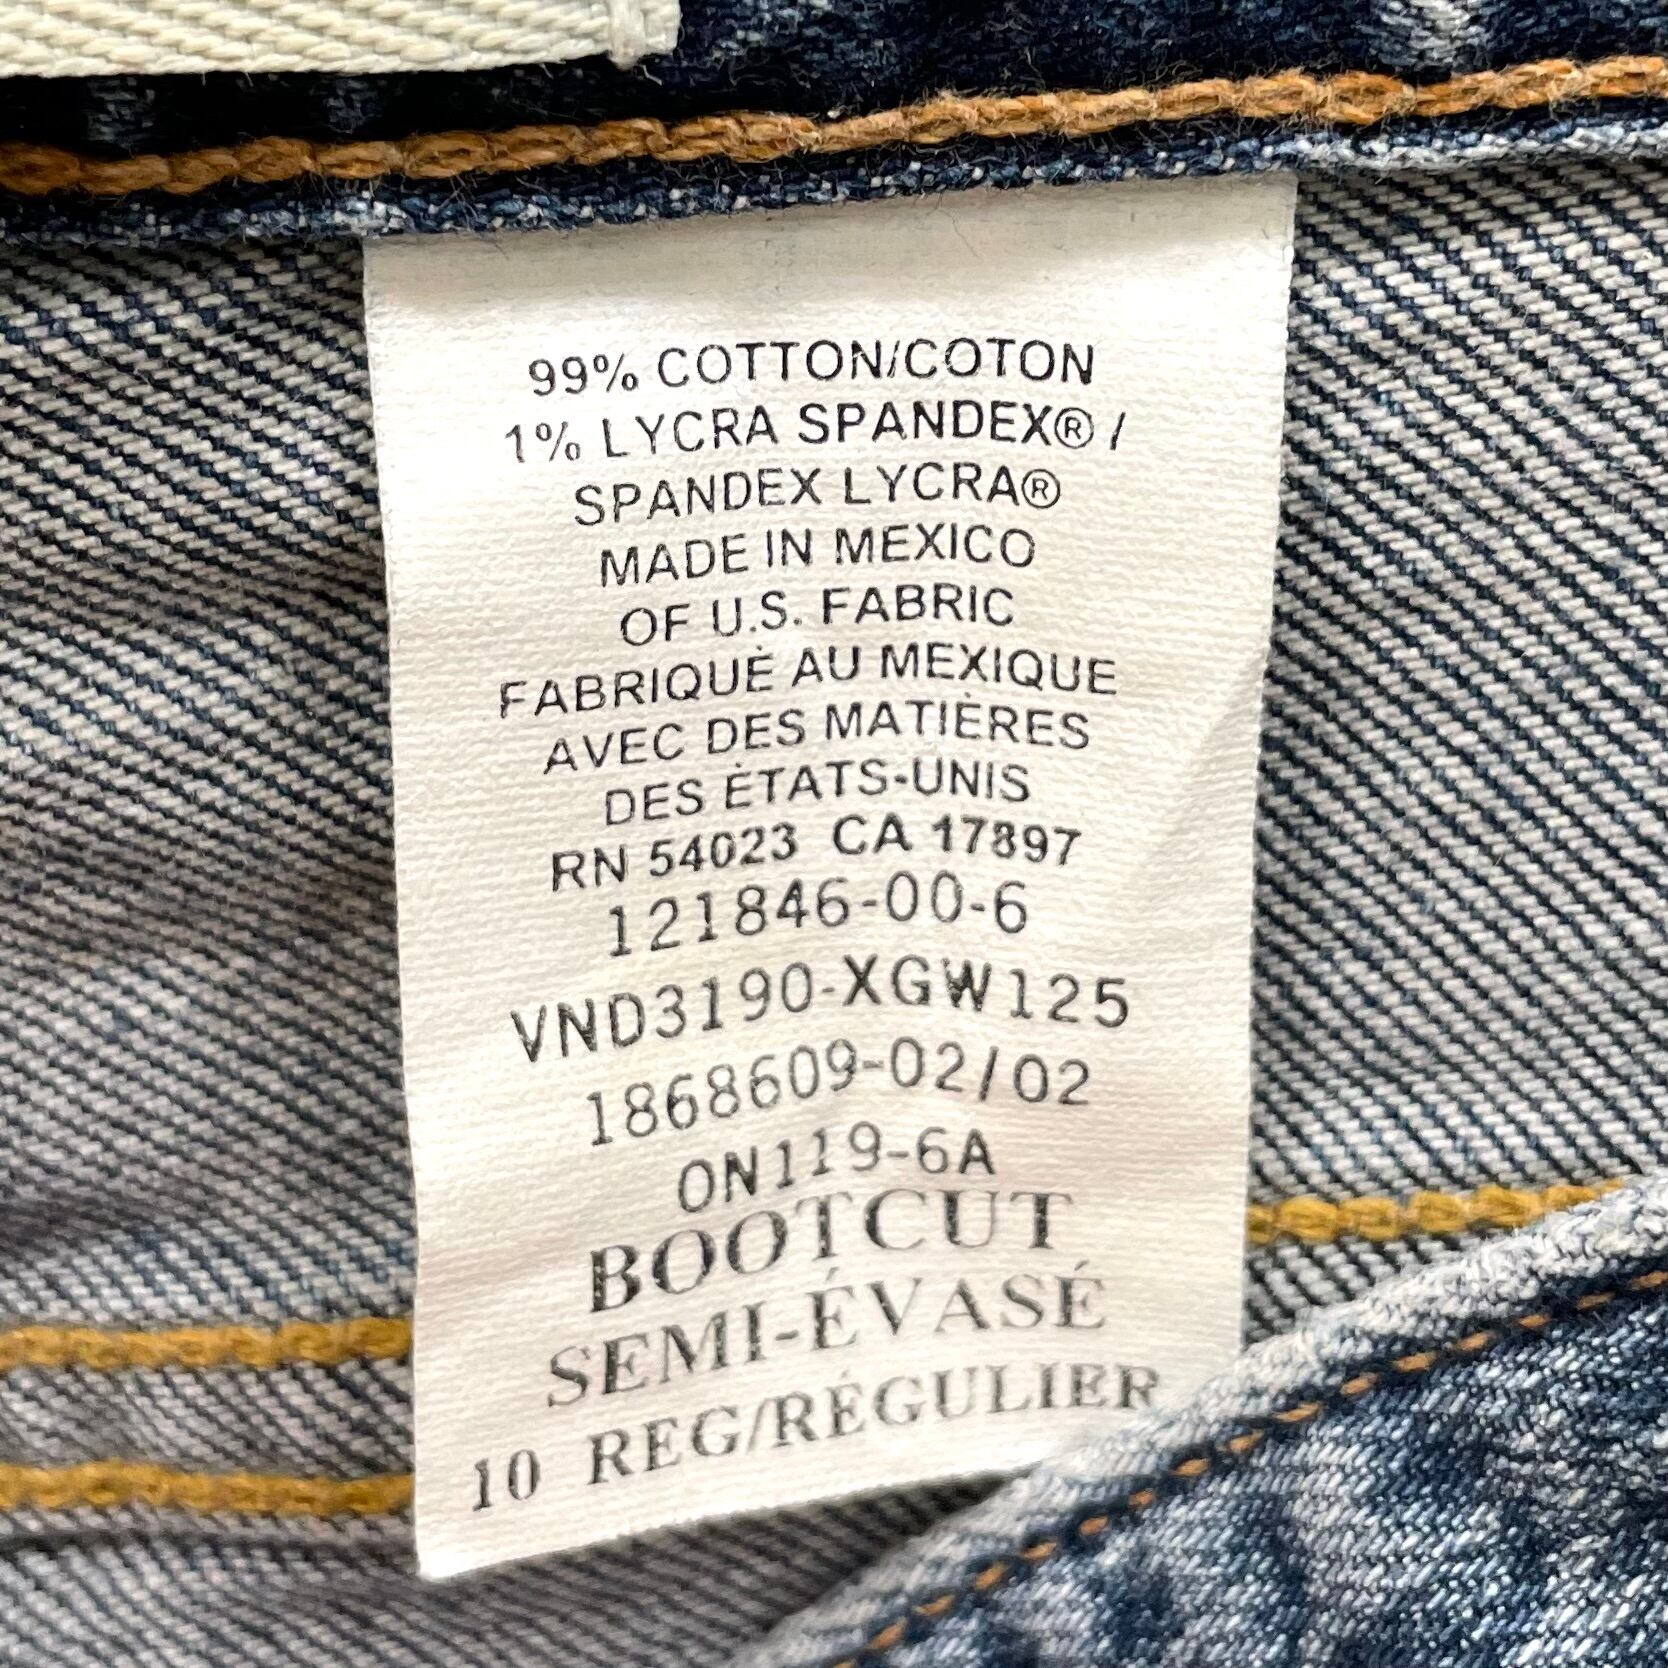 99% COTTON/COTON
1% LYCRA SPANDEX® /
SPANDEX LYCRA®
MADE IN MEXICO
OF U.S. FABRIC
FABRIQUÉ AU MEXIQUE
AVEC DES MATIÈRES
DES ÉTATS-UNIS
RN 54023 CA 17897
121846-00-6
VND3190-XGW125
1868609-02/02
ON119-6A
BOOTCUT
SEMI-ÉVASÉ
10 REG/RÉGULIER